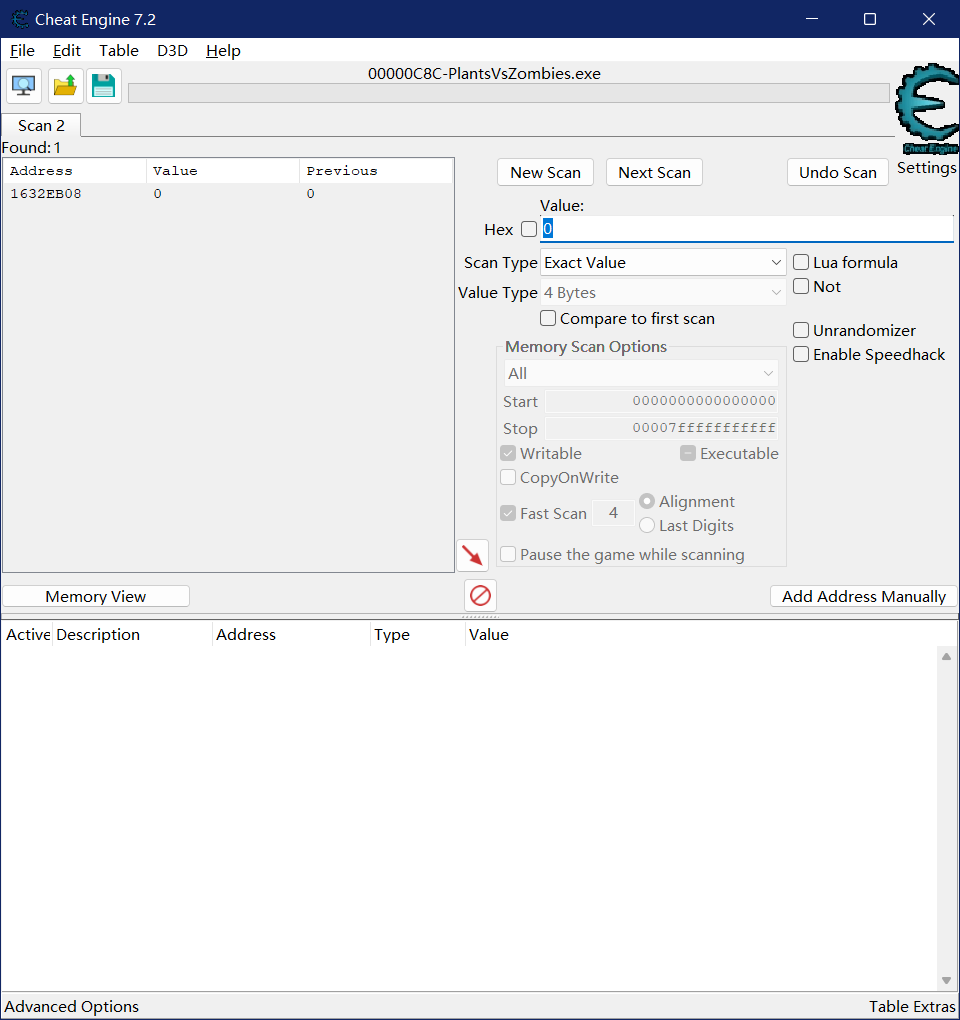 Cheat Engine 7.2
File Edit Table D3D Help
00000C8C-PlantsVsZombies.exe
Cheat Engine
Settings
Scan 2
Found: 1
Address Value Previous
1632EB08 0 0
New Scan Next Scan Undo Scan
Value:
Hex 0
Scan Type Exact Value
Lua formula
Value Type 4 Bytes
Not
Compare to first scan
Unrandomizer
Enable Speedhack
Memory Scan Options
All
Start 0000000000000000
Stop 00007fffffffffff
Writable Executable
CopyOnWrite
Fast Scan 4
Alignment
Last Digits
Pause the game while scanning
Memory View
Add Address Manually
Active Description Address Type Value
Advanced Options Table Extras